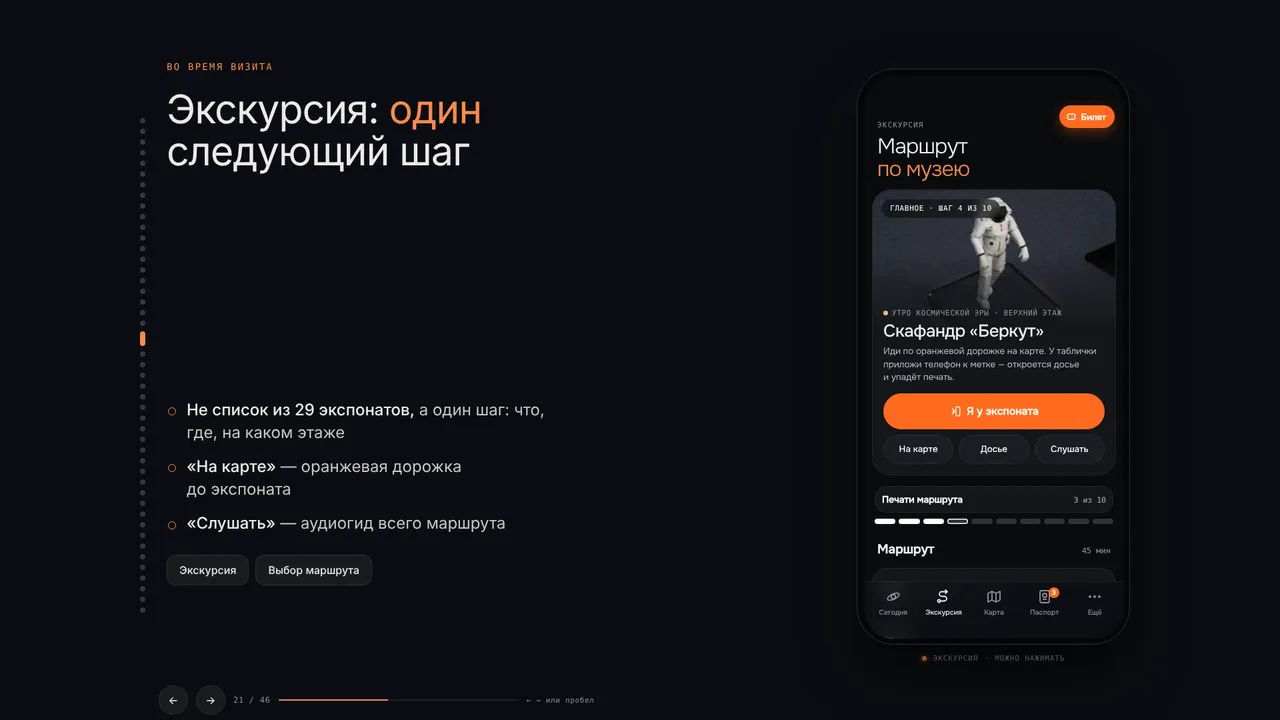 ВО ВРЕМЯ ВИЗИТА
Экскурсия: один
следующий шаг
Не список из 29 экспонатов, а один шаг: что,
где, на каком этаже
«На карте» — оранжевая дорожка
до экспоната
«Слушать» — аудиогид всего маршрута
Экскурсия
Выбор маршрута
← → 21 / 46
← → или пробел
Билет
ЭКСКУРСИЯ
Маршрут
по музею
ГЛАВНОЕ · ШАГ 4 ИЗ 10
УТРО КОСМИЧЕСКОЙ ЭРЫ · ВЕРХНИЙ ЭТАЖ
Скафандр «Беркут»
Иди по оранжевой дорожке на карте. У таблички
приложи телефон к метке — откроется досье
и упадёт печать.
Я у экспоната
На карте
Досье
Слушать
Печати маршрута
3 из 10
Маршрут
45 мин
3
Сегодня
Экскурсия
Карта
Паспорт
Ещё
ЭКСКУРСИЯ · МОЖНО НАЖИМАТЬ